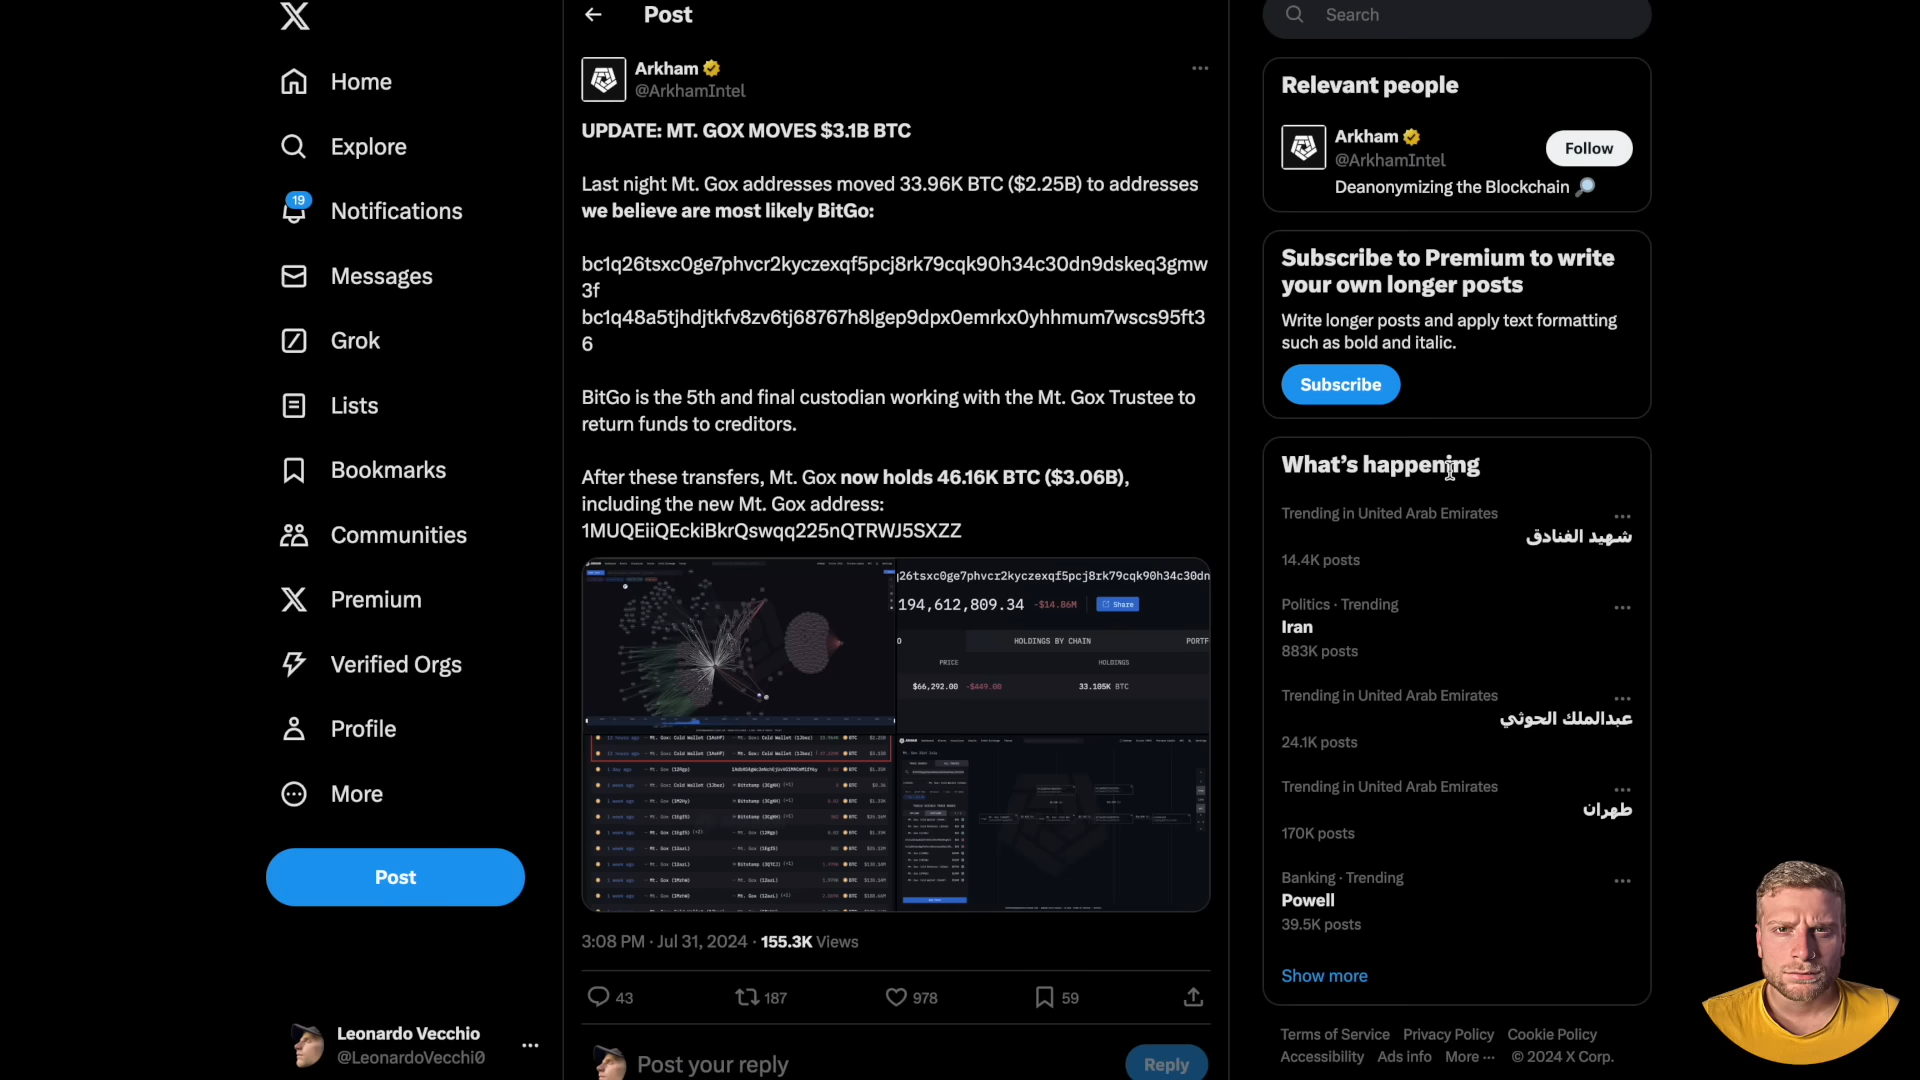 Home
Explore
19
Notifications
Messages
Grok
Lists
Bookmarks
Communities
Premium
Verified Orgs
Profile
More
Post
Leonardo Vecchio
@LeonardoVecchi0
Post
Arkham
@ArkhamIntel
UPDATE: MT. GOX MOVES $3.1B BTC
Last night Mt. Gox addresses moved 33.96K BTC ($2.25B) to addresses
we believe are most likely BitGo:
bc1q26tsxc0ge7phvcr2kyczexqf5pcj8rk79cqk90h34c30dn9dskeq3gmw
3f
bc1q48a5tjhdjtkfv8zv6tj68767h8lgep9dpx0emrkx0yhhmum7wscs95ft3
6
BitGo is the 5th and final custodian working with the Mt. Gox Trustee to
return funds to creditors.
After these transfers, Mt. Gox now holds 46.16K BTC ($3.06B),
including the new Mt. Gox address:
1MUQEiiQEckiBkrQswqq225nQTRWJ5SXZZ
26tsxc0ge7phvcr2kyczexqf5pcj8rk79cqk90h34c30dn
194,612,809.34 -$14.86M Share
HOLDINGS BY CHAIN
PRICE HOLDINGS
$66,292.00 -$449.00 33.105K BTC
3:08 PM · Jul 31, 2024 · 155.3K Views
43 187 978 59
Post your reply
Reply
Search
Relevant people
Arkham
@ArkhamIntel
Follow
Deanonymizing the Blockchain
Subscribe to Premium to write
your own longer posts
Write longer posts and apply text formatting
such as bold and italic.
Subscribe
What's happening
Trending in United Arab Emirates
شهيد الفنادق
14.4K posts
Politics · Trending
Iran
883K posts
Trending in United Arab Emirates
عبدالملك الحوثي
24.1K posts
Trending in United Arab Emirates
طهران
170K posts
Banking · Trending
Powell
39.5K posts
Show more
Terms of Service Privacy Policy Cookie Policy
Accessibility Ads info More ··· © 2024 X Corp.